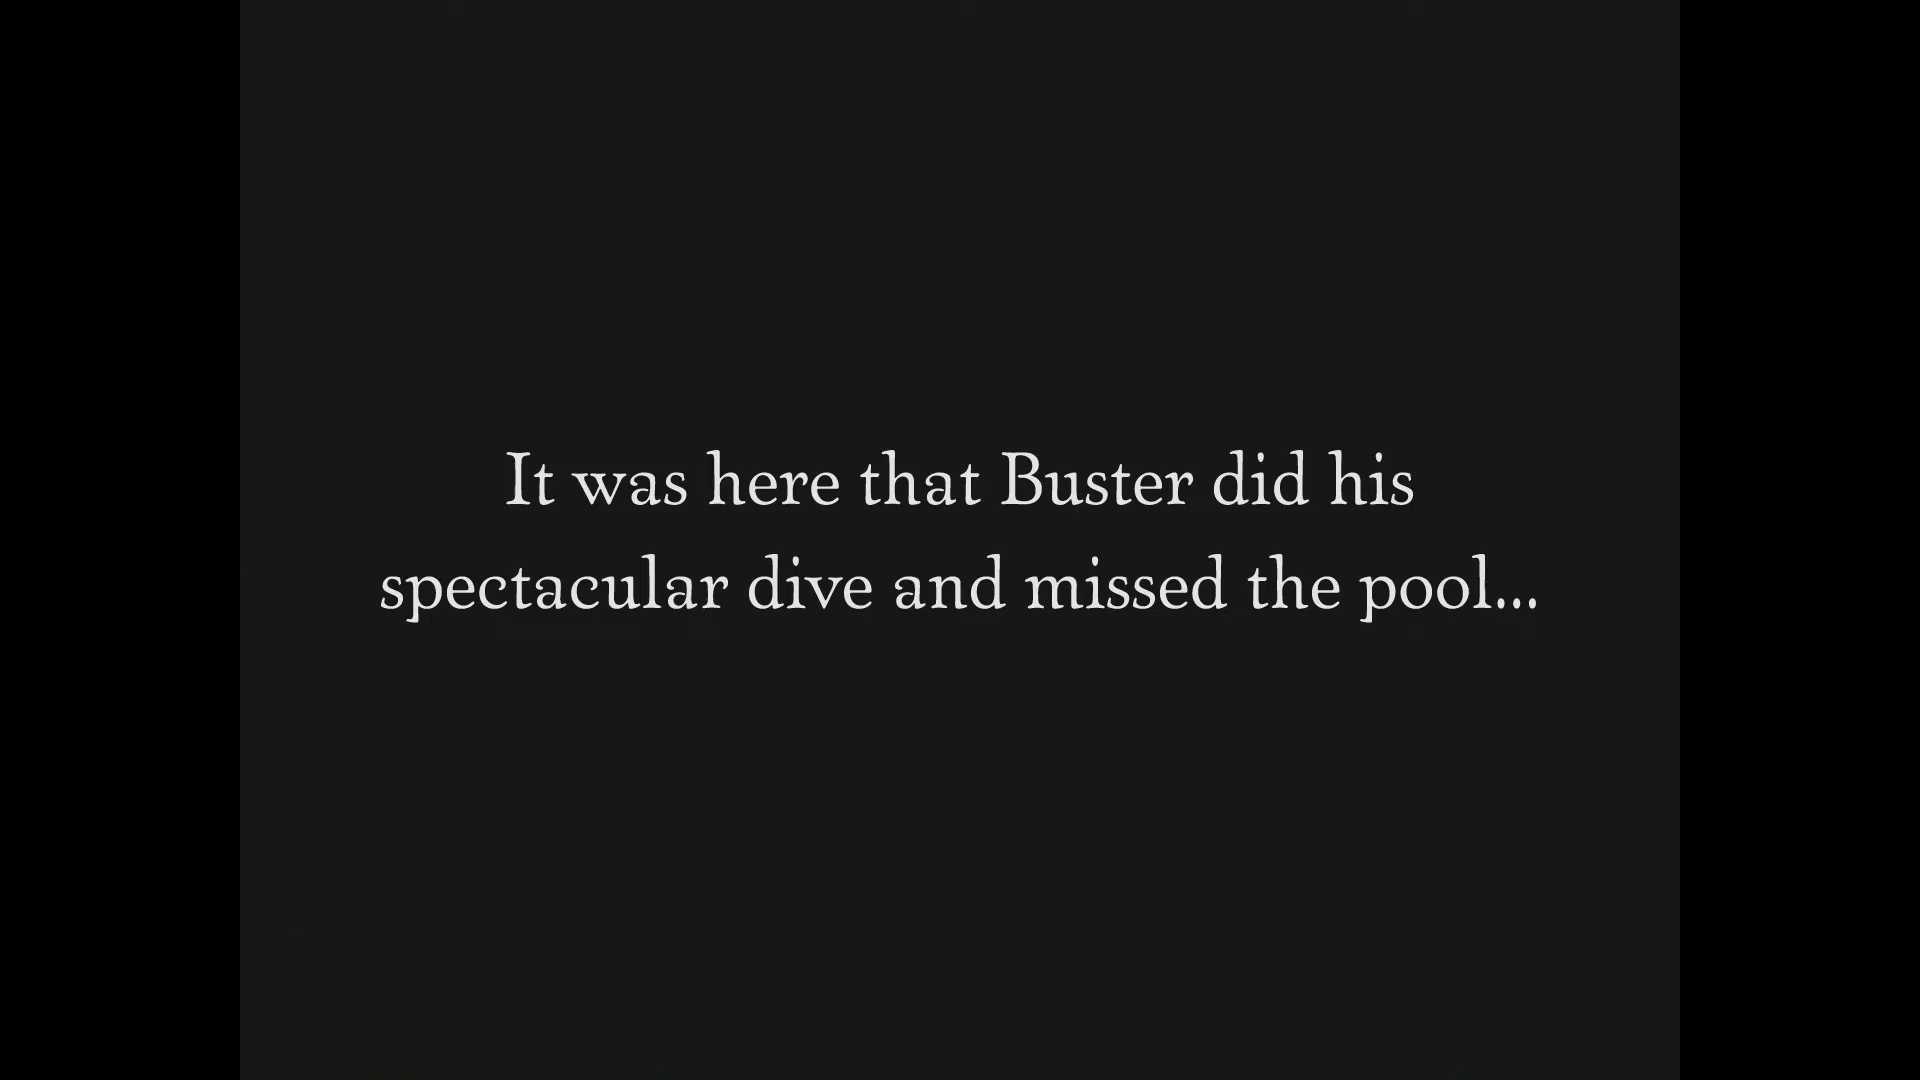 It was here that Buster did his
spectacular dive and missed the pool...